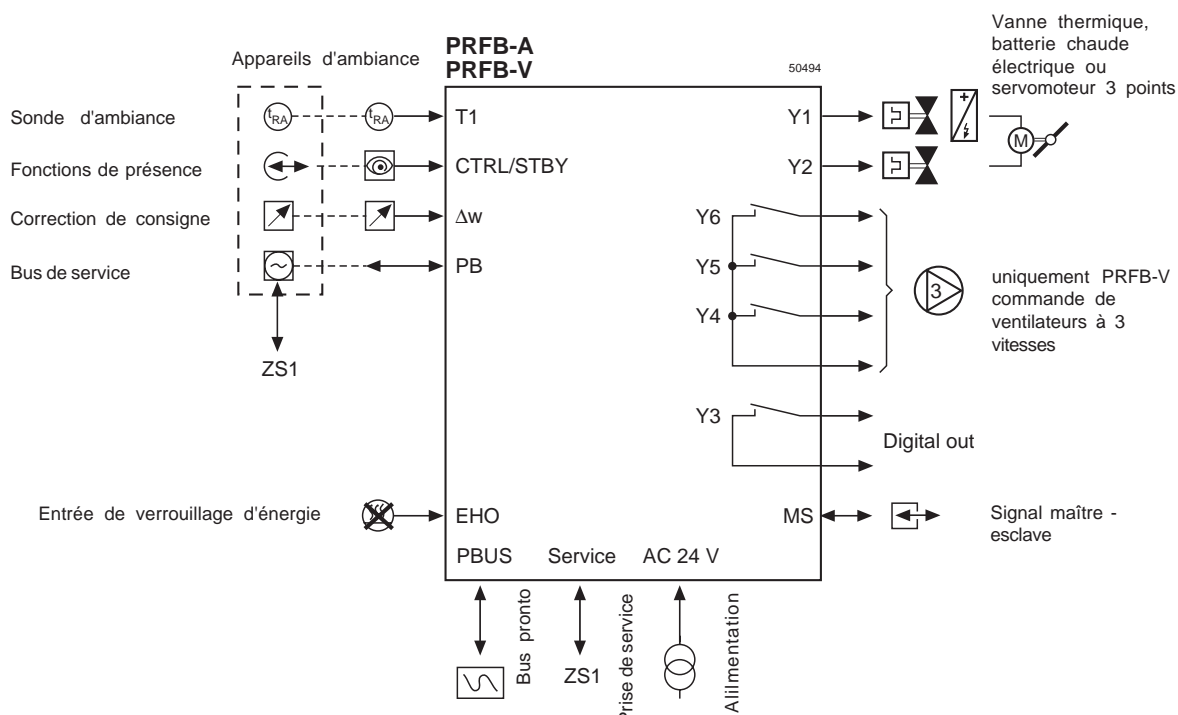 Appareils d'ambiance
PRFB-A
PRFB-V
50494
Vanne thermique,
batterie chaude
électrique ou
servomoteur 3 points
Sonde d'ambiance
tRA
tRA
T1
Y1
M
Fonctions de présence
CTRL/STBY
Y2
Correction de consigne
Δw
Y6
Bus de service
PB
Y5
Y4
3
uniquement PRFB-V
commande de
ventilateurs à 3
vitesses
ZS1
Y3
Digital out
Entrée de verrouillage d'énergie
EHO
MS
Signal maître -
esclave
PBUS
Service
AC 24 V
Bus pronto
ZS1
Prise de service
Alilmentation